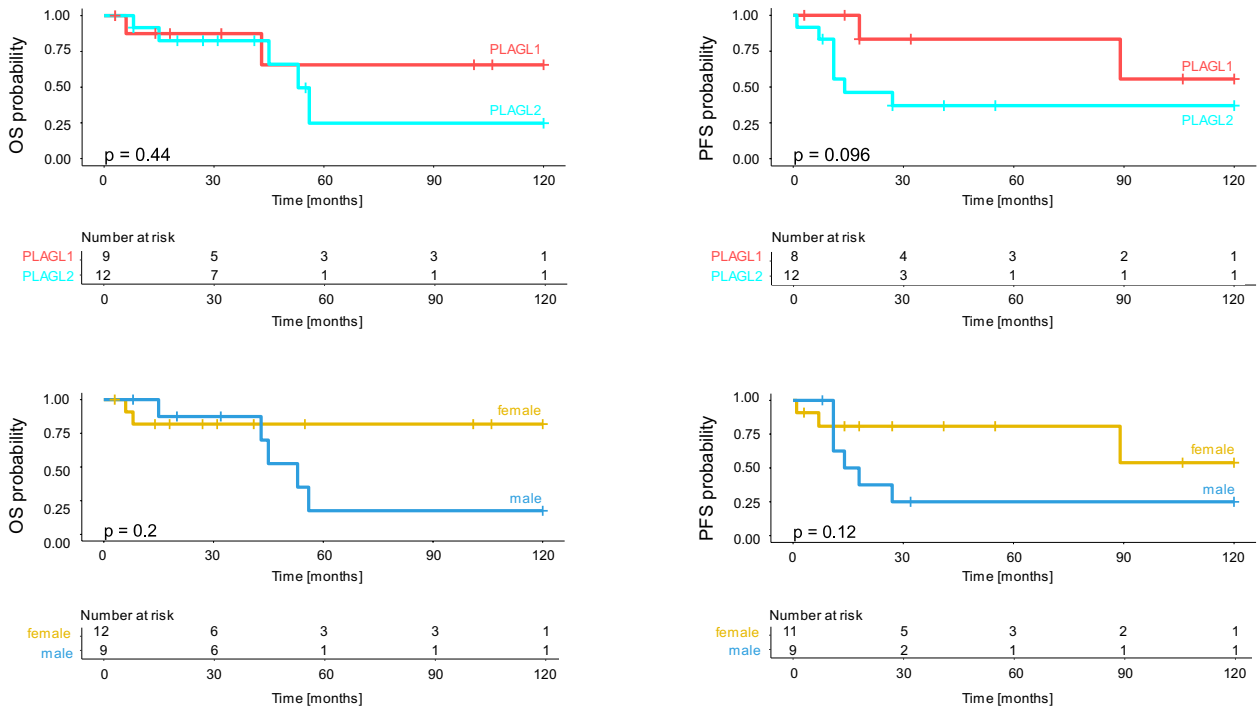 OS probability
1.00
0.75
0.50
0.25
0.00
PLAGL1
PLAGL2
p = 0.44
0 30 60 90 120
Time [months]
Number at risk
PLAGL1 9 5 3 3 1
PLAGL2 12 7 1 1 1
0 30 60 90 120
Time [months]
PFS probability
1.00
0.75
0.50
0.25
0.00
PLAGL1
PLAGL2
p = 0.096
0 30 60 90 120
Time [months]
Number at risk
PLAGL1 8 4 3 2 1
PLAGL2 12 3 1 1 1
0 30 60 90 120
Time [months]
OS probability
1.00
0.75
0.50
0.25
0.00
female
male
p = 0.2
0 30 60 90 120
Time [months]
Number at risk
female 12 6 3 3 1
male 9 6 1 1 1
0 30 60 90 120
Time [months]
PFS probability
1.00
0.75
0.50
0.25
0.00
female
male
p = 0.12
0 30 60 90 120
Time [months]
Number at risk
female 11 5 3 2 1
male 9 2 1 1 1
0 30 60 90 120
Time [months]